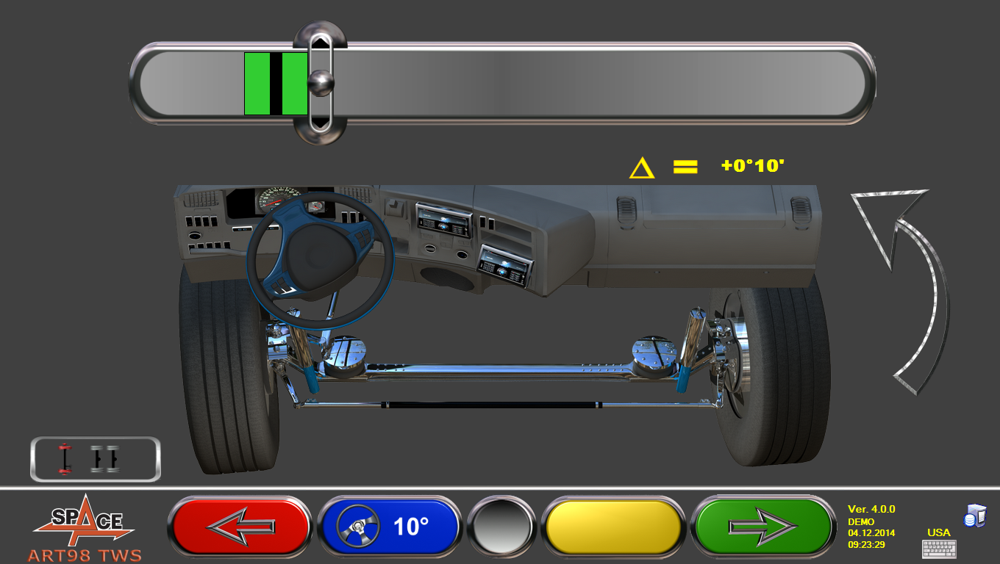 +0°10'
SPACE
ART98 TWS
10°
Ver. 4.0.0
DEMO
04.12.2014
09:23:29
USA